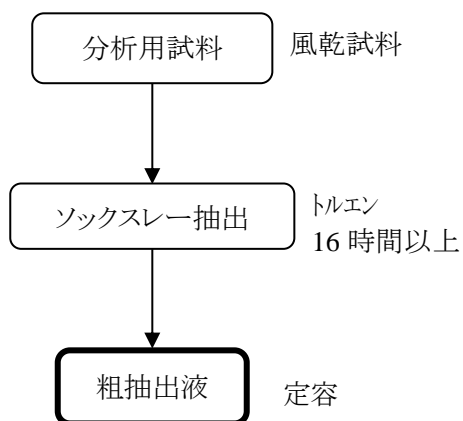 分析用試料
風乾試料
ソックスレー抽出
トルエン
16 時間以上
粗抽出液
定容